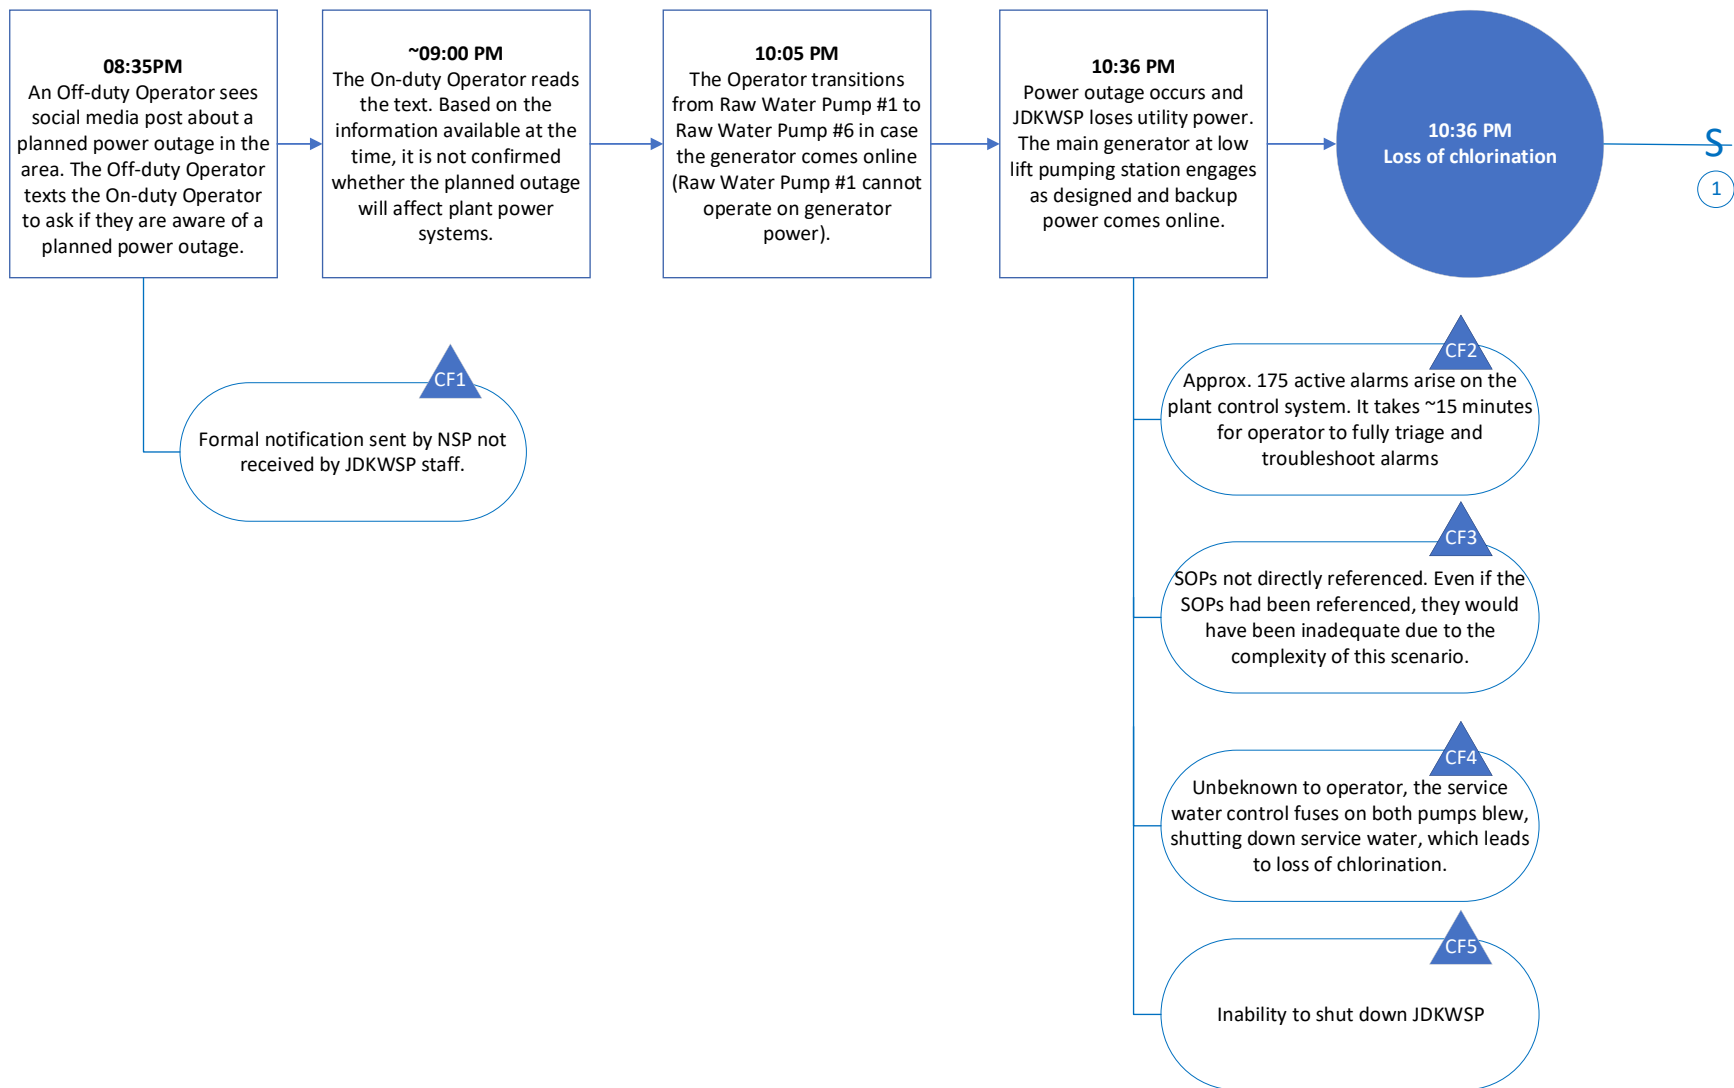 08:35PM
An Off-duty Operator sees
social media post about a
planned power outage in the
area. The Off-duty Operator
texts the On-duty Operator
to ask if they are aware of a
planned power outage.
~09:00 PM
The On-duty Operator reads
the text. Based on the
information available at the
time, it is not confirmed
whether the planned outage
will affect plant power
systems.
10:05 PM
The Operator transitions
from Raw Water Pump #1 to
Raw Water Pump #6 in case
the generator comes online
(Raw Water Pump #1 cannot
operate on generator
power).
10:36 PM
Power outage occurs and
JDKWSP loses utility power.
The main generator at low
lift pumping station engages
as designed and backup
power comes online.
10:36 PM
Loss of chlorination
S
1
CF1
Formal notification sent by NSP not
received by JDKWSP staff.
CF2
Approx. 175 active alarms arise on the
plant control system. It takes ~15 minutes
for operator to fully triage and
troubleshoot alarms
CF3
SOPs not directly referenced. Even if the
SOPs had been referenced, they would
have been inadequate due to the
complexity of this scenario.
CF4
Unbeknown to operator, the service
water control fuses on both pumps blew,
shutting down service water, which leads
to loss of chlorination.
CF5
Inability to shut down JDKWSP